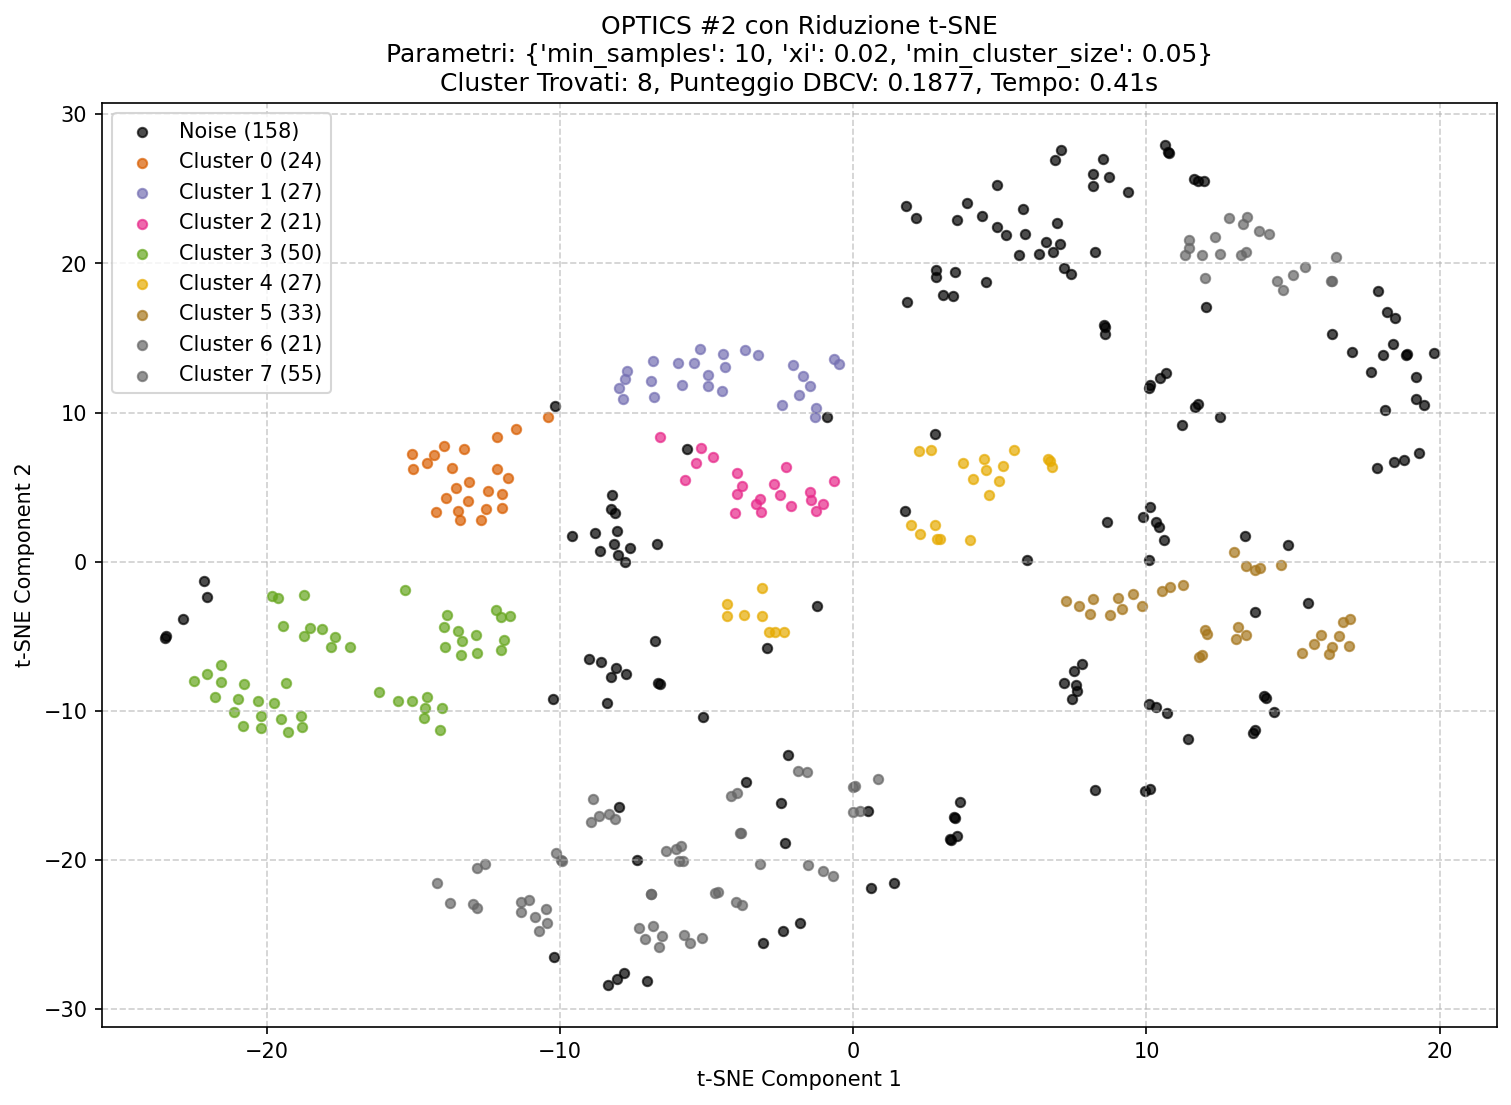 OPTICS #2 con Riduzione t-SNE
Parametri: {'min_samples': 10, 'xi': 0.02, 'min_cluster_size': 0.05}
Cluster Trovati: 8, Punteggio DBCV: 0.1877, Tempo: 0.41s
Noise (158)
Cluster 0 (24)
Cluster 1 (27)
Cluster 2 (21)
Cluster 3 (50)
Cluster 4 (27)
Cluster 5 (33)
Cluster 6 (21)
Cluster 7 (55)
t-SNE Component 2
30
20
10
0
−10
−20
−30
−20
−10
0
10
20
t-SNE Component 1